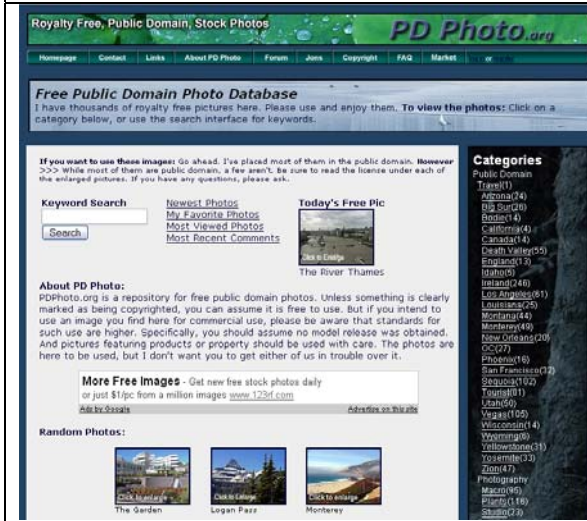 Royalty Free, Public Domain, Stock Photos
PD Photo.org
Homepage Contact Links About PD Photo Forum Copyright FAQ Market
or
Free Public Domain Photo Database
I have thousands of royalty free pictures here. Please use and enjoy them. To view the photos: Click on a
category below, or use the search interface for keywords.
If you want to use these images: Go ahead. I've placed most of them in the public domain. However
>>> While most of them are public domain, a few aren't. Be sure to read the license under each of
the enlarged pictures. If you have any questions, please ask.
Keyword Search
Search
Newest Photos
My Favorite Photos
Most Viewed Photos
Most Recent Comments
Today's Free Pic
Click to Enlarge
The River Thames
About PD Photo:
PDPhoto.org is a repository for free public domain photos. Unless something is clearly
marked as being copyrighted, you can assume it is free to use. But if you intend to
use an image you find here for commercial use, please be aware that standards for
such use are higher. Specifically, you should assume no model release was obtained.
And pictures featuring products or property should be used with care. The photos are
here to be used, but I don't want you to get either of us in trouble over it.
More Free Images - Get new free stock photos daily
or just $1/pc from a million images www.123rf.com
Ads by Google Advertise on this site
Random Photos:
Click to enlarge
The Garden
Click to Enlarge
Logan Pass
Click to enlarge
Monterey
Categories
Public Domain
Travel(1)
Arizona(24)
Big Sur(26)
Bodie(14)
California(4)
Canada(14)
Death Valley(55)
England(13)
Idaho(5)
Ireland(246)
Los Angeles(61)
Louisiana(25)
Montana(44)
Monterey(49)
New Orleans(20)
OC(27)
Phoenix(16)
San Francisco(32)
Sequoia(102)
Tourist(81)
Utah(50)
Vegas(105)
Wisconsin(14)
Wyoming(6)
Yellowstone(31)
Yosemite(33)
Zion(47)
Photography
Macro(95)
Plants(116)
Studio(23)